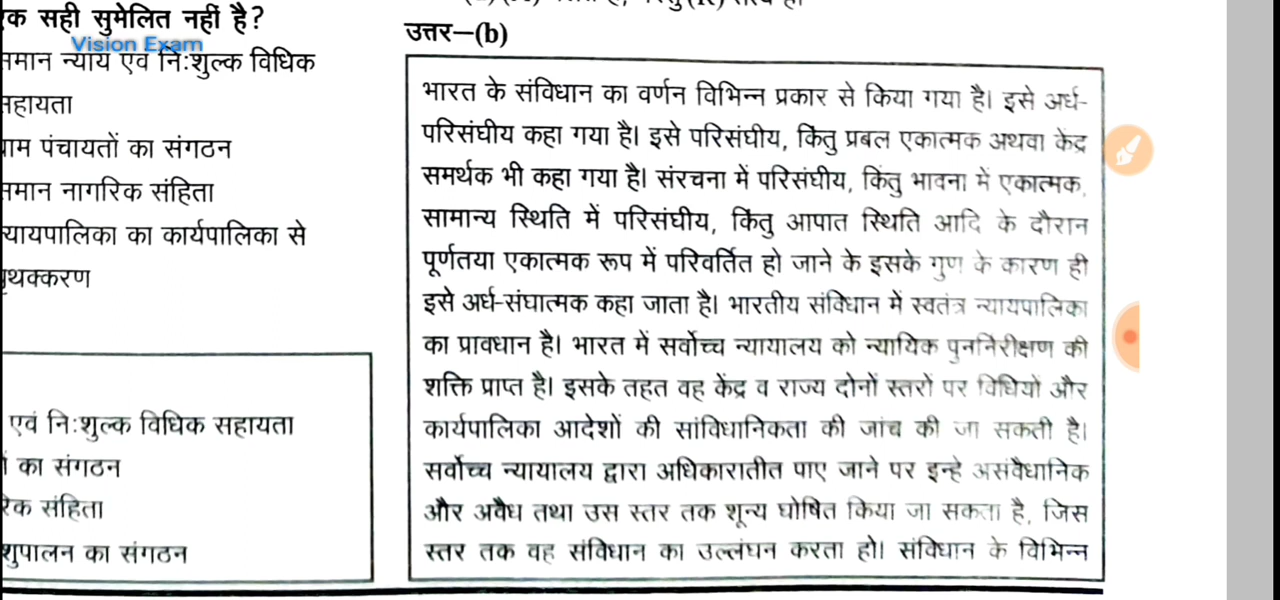 एक सही सुमेलित नहीं है?
Vision Exam
समान न्याय एवं नि:शुल्क विधिक
सहायता
पंचायतों का संगठन
समान नागरिक संहिता
न्यायपालिका का कार्यपालिका से
पृथक्करण
एवं नि:शुल्क विधिक सहायता
का संगठन
संहिता
का संगठन
उत्तर—(b)
भारत के संविधान का वर्णन विभिन्न प्रकार से किया गया है। इसे अर्ध-
परिसंघीय कहा गया है। इसे परिसंघीय, किंतु प्रबल एकात्मक अथवा केंद्र
समर्थक भी कहा गया है। संरचना में परिसंघीय, किंतु भावना में एकात्मक,
सामान्य स्थिति में परिसंघीय, किंतु आपात स्थिति आदि के दौरान
पूर्णतया एकात्मक रूप में परिवर्तित हो जाने के इसके गुण के कारण ही
इसे अर्ध-संघात्मक कहा जाता है। भारतीय संविधान में स्वतंत्र न्यायपालिका
का प्रावधान है। भारत में सर्वोच्च न्यायालय को न्यायिक पुनर्निरीक्षण की
शक्ति प्राप्त है। इसके तहत वह केंद्र व राज्य दोनों स्तरों पर विधियों और
कार्यपालिका आदेशों की सांविधानिकता की जांच की जा सकती है।
सर्वोच्च न्यायालय द्वारा अधिकारातीत पाए जाने पर इन्हे असंवैधानिक
और अवैध तथा उस स्तर तक शून्य घोषित किया जा सकता है, जिस
स्तर तक वह संविधान का उल्लंघन करता हो। संविधान के विभिन्न